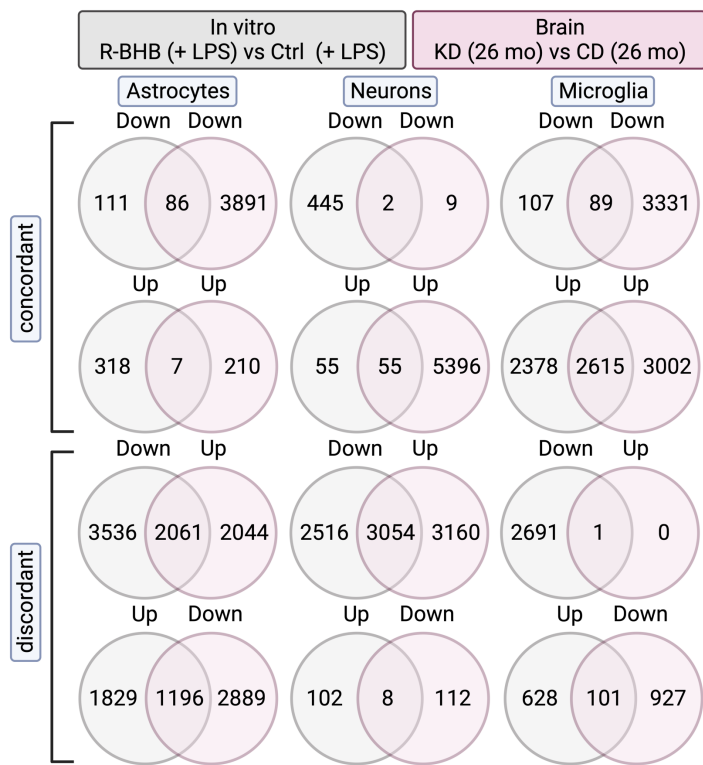 In vitro
R-BHB (+ LPS) vs Ctrl (+ LPS)
Brain
KD (26 mo) vs CD (26 mo)
Astrocytes Neurons Microglia
concordant
Down Down Down Down Down Down
111 86 3891 445 2 9 107 89 3331
Up Up Up Up Up Up
318 7 210 55 55 5396 2378 2615 3002
discordant
Down Up Down Up Down Up
3536 2061 2044 2516 3054 3160 2691 1 0
Up Down Up Down Up Down
1829 1196 2889 102 8 112 628 101 927